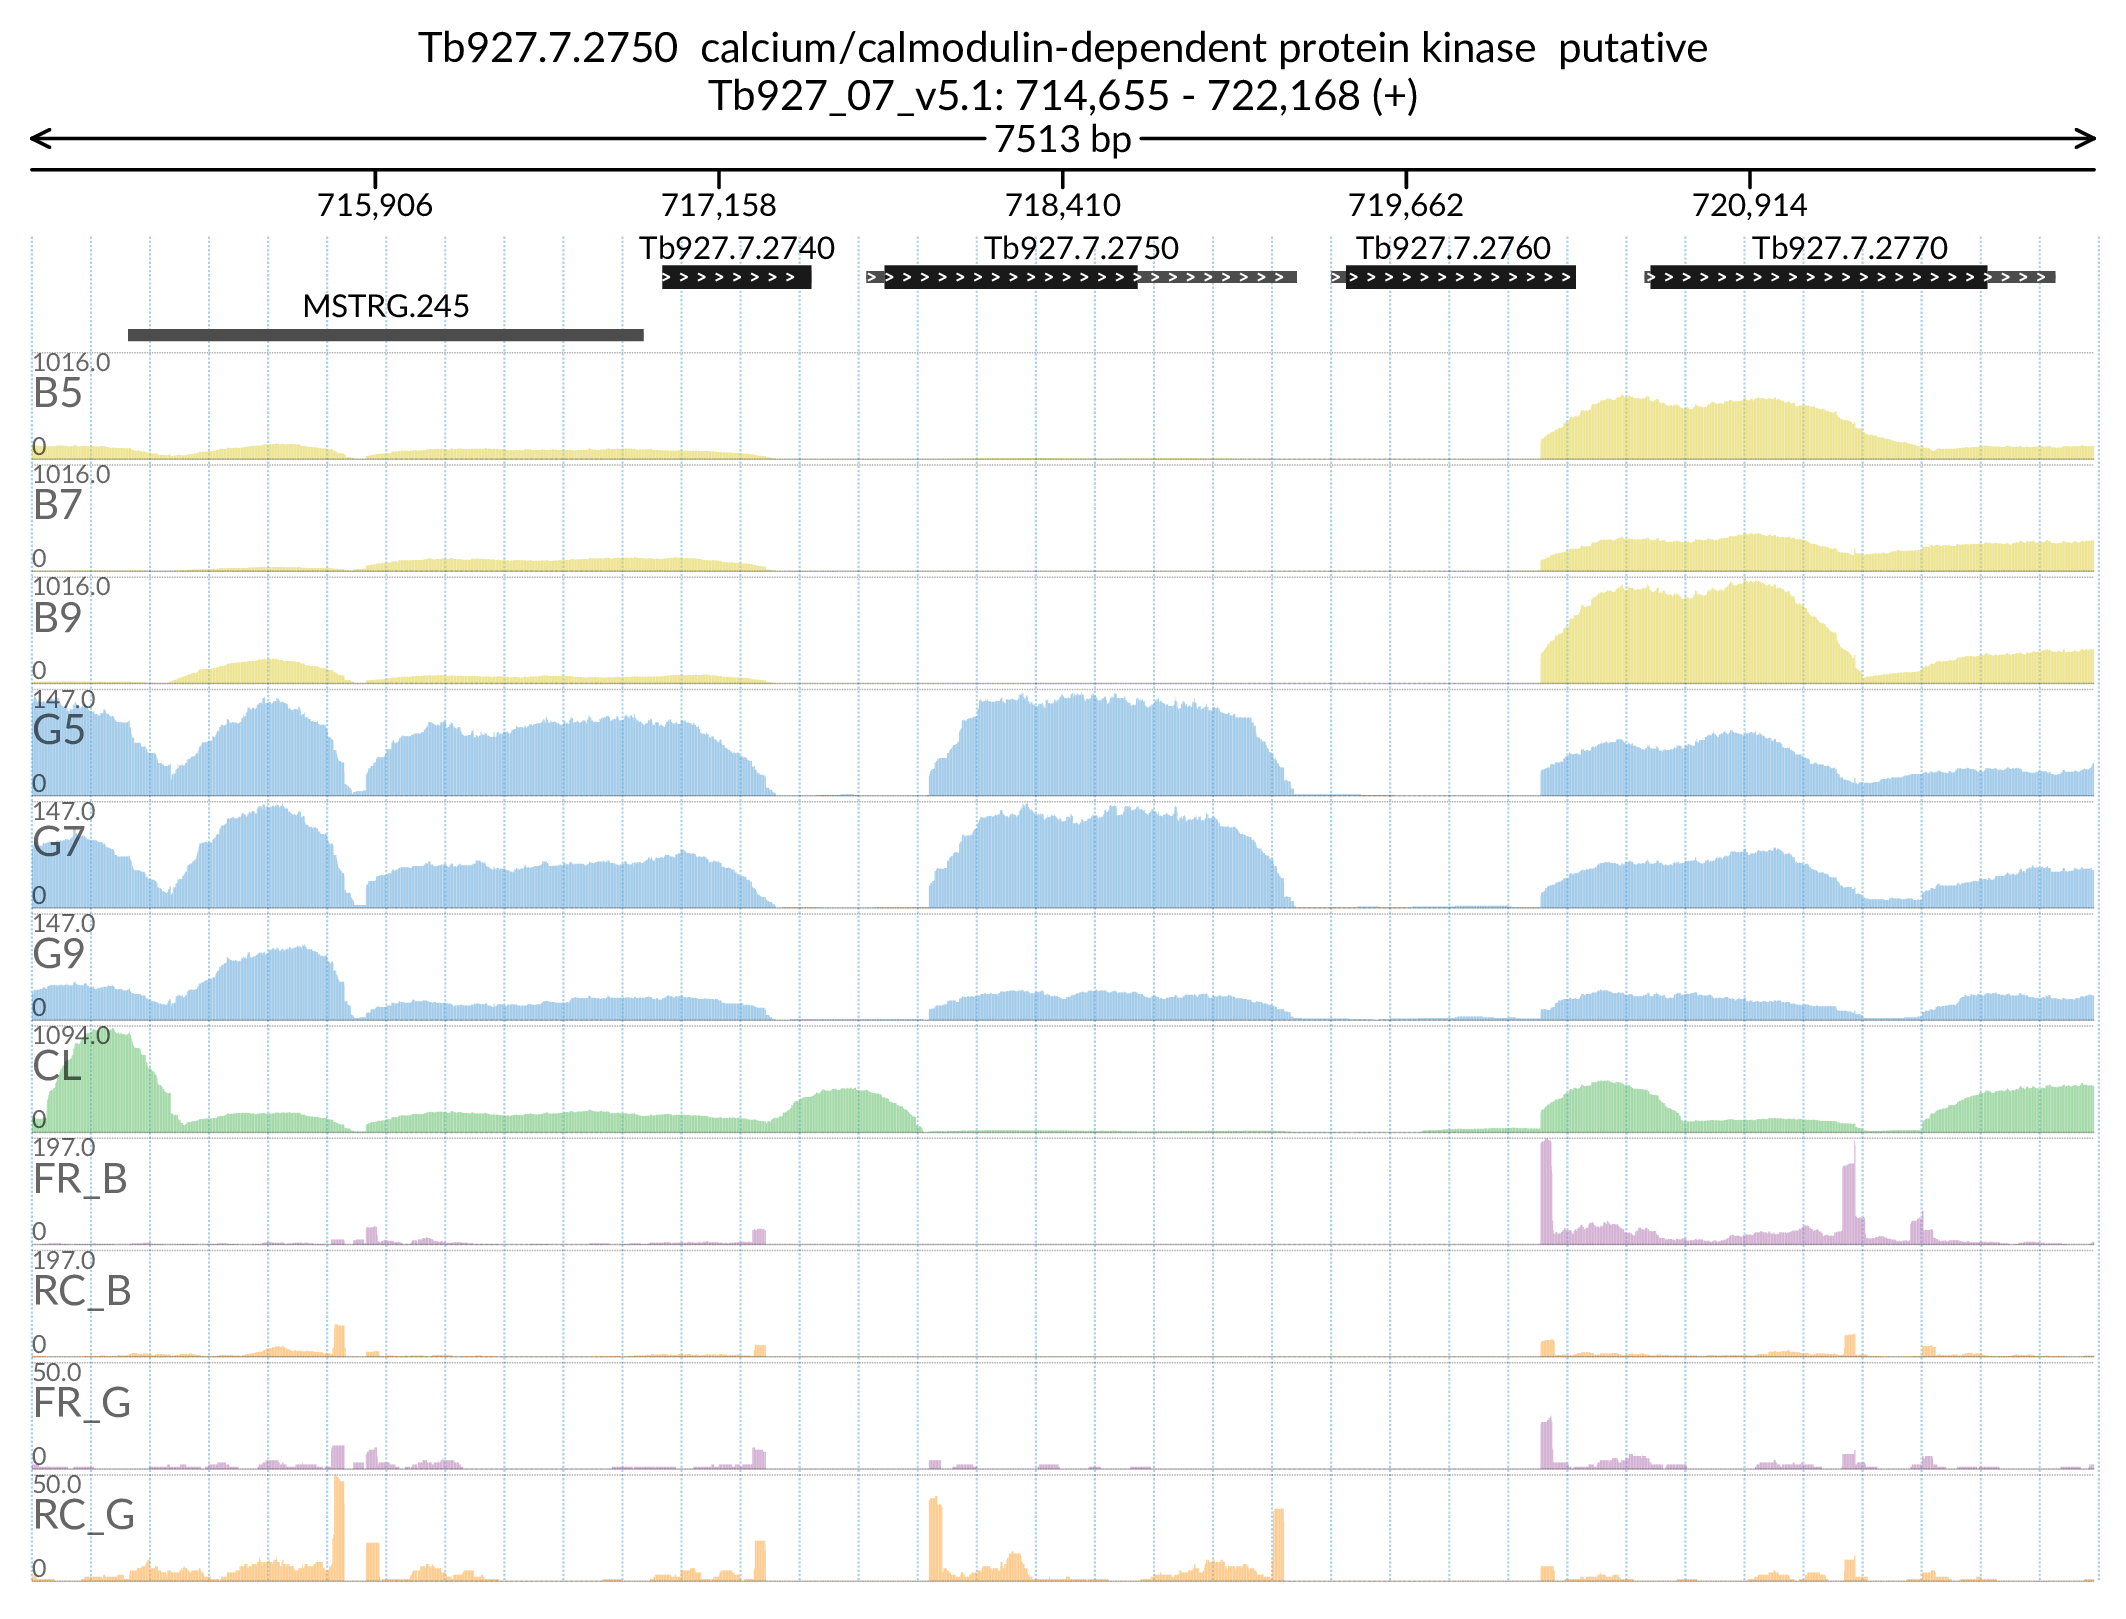 Tb927.7.2750  calcium/calmodulin-dependent protein kinase  putative
Tb927_07_v5.1: 714,655 - 722,168 (+)
7513 bp
715,906 717,158 718,410 719,662 720,914
Tb927.7.2740 Tb927.7.2750 Tb927.7.2760 Tb927.7.2770
MSTRG.245
1016.0
B5
0
1016.0
B7
0
1016.0
B9
0
147.0
G5
0
147.0
G7
0
147.0
G9
0
1094.0
CL
0
197.0
FR_B
0
197.0
RC_B
0
50.0
FR_G
0
50.0
RC_G
0